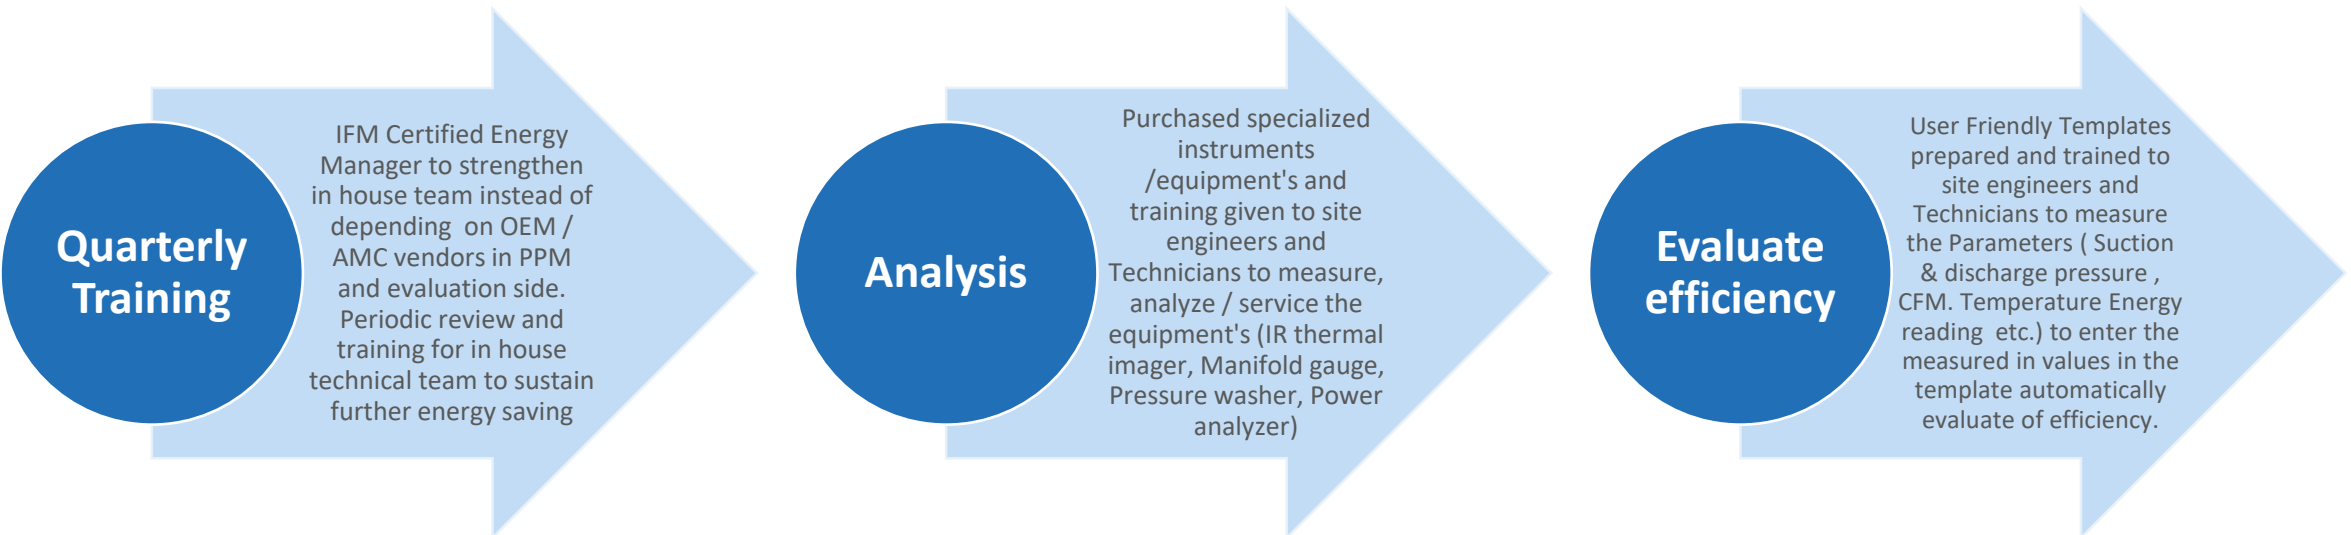 Quarterly
Training
IFM Certified Energy
Manager to strengthen
in house team instead of
depending  on OEM /
AMC vendors in PPM
and evaluation side.
Periodic review and
training for in house
technical team to sustain
further energy saving
Analysis
Purchased specialized
instruments
/equipment's and
training given to site
engineers and
Technicians to measure,
analyze / service the
equipment's (IR thermal
imager, Manifold gauge,
Pressure washer, Power
analyzer)
Evaluate
efficiency
User Friendly Templates
prepared and trained to
site engineers and
Technicians to measure
the Parameters ( Suction
& discharge pressure ,
CFM. Temperature Energy
reading  etc.) to enter the
measured in values in the
template automatically
evaluate of efficiency.